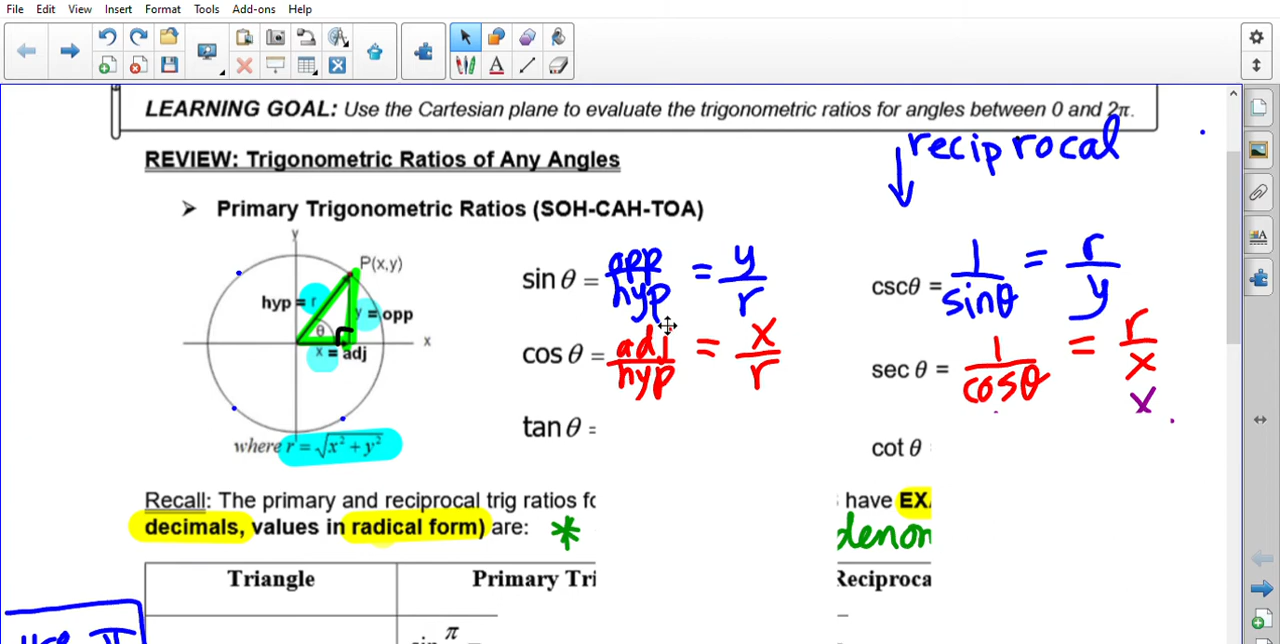 File Edit View Insert Format Tools Add-ons Help
LEARNING GOAL: Use the Cartesian plane to evaluate the trigonometric ratios for angles between 0 and 2π.
↓ reciprocal
REVIEW: Trigonometric Ratios of Any Angles
➤ Primary Trigonometric Ratios (SOH-CAH-TOA)
y
P(x,y)
hyp = r
y = opp
θ
x = adj
x
where r = √x² + y²
sin θ = opp/hyp = y/r
cscθ = 1/sinθ = r/y
cos θ = adj/hyp = x/r
sec θ = 1/cosθ = r/x
x
tan θ =
cot θ
Recall: The primary and reciprocal trig ratios fo
have EX
decimals, values in radical form) are: *
denom
Triangle
Primary Tri
Reciproca
sin π
use π